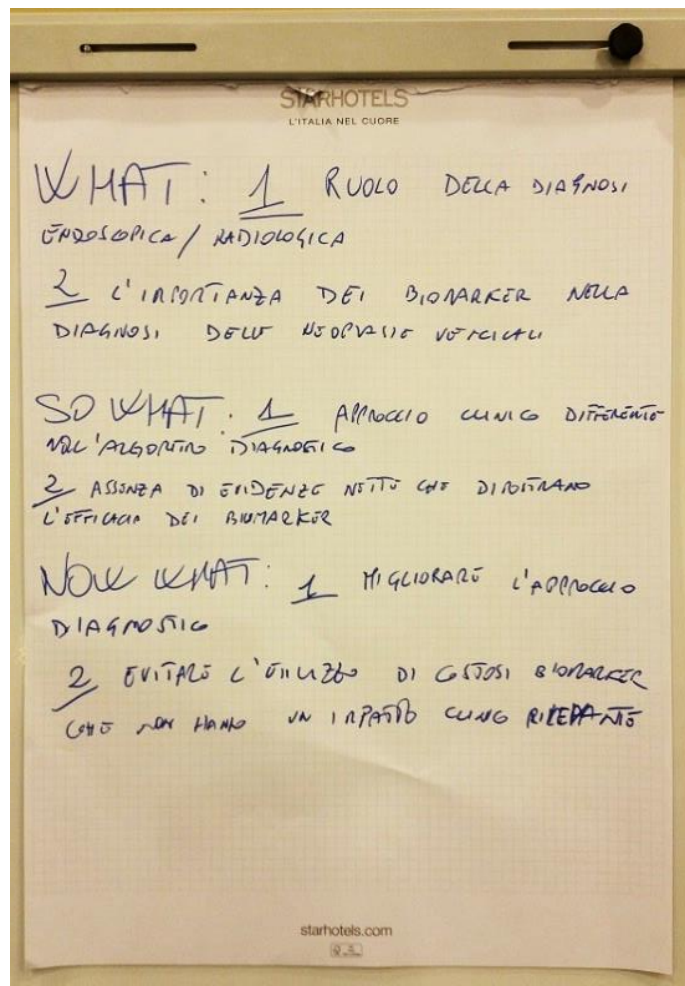 STARHOTELS
L'ITALIA NEL CUORE
WHAT: 1 RUOLO DELLA DIAGNOSI
ENDOSCOPICA / RADIOLOGICA
2 L'IMPORTANZA DEI BIOMARKER NELLA
DIAGNOSI DELLE NEOPLASIE VESCICALI
SO WHAT: 1 APPROCCIO CLINICO DIFFERENTE
NELL'ALGORITMO DIAGNOSTICO
2 ASSENZA DI EVIDENZE NETTE CHE DIMOSTRANO
L'EFFICACIA DEI BIOMARKER
NOW WHAT: 1 MIGLIORARE L'APPROCCIO
DIAGNOSTICO
2 EVITARE L'UTILIZZO DI COSTOSI BIOMARKER
CHE NON HANNO UN IMPATTO CLINICO RILEVANTE
starhotels.com